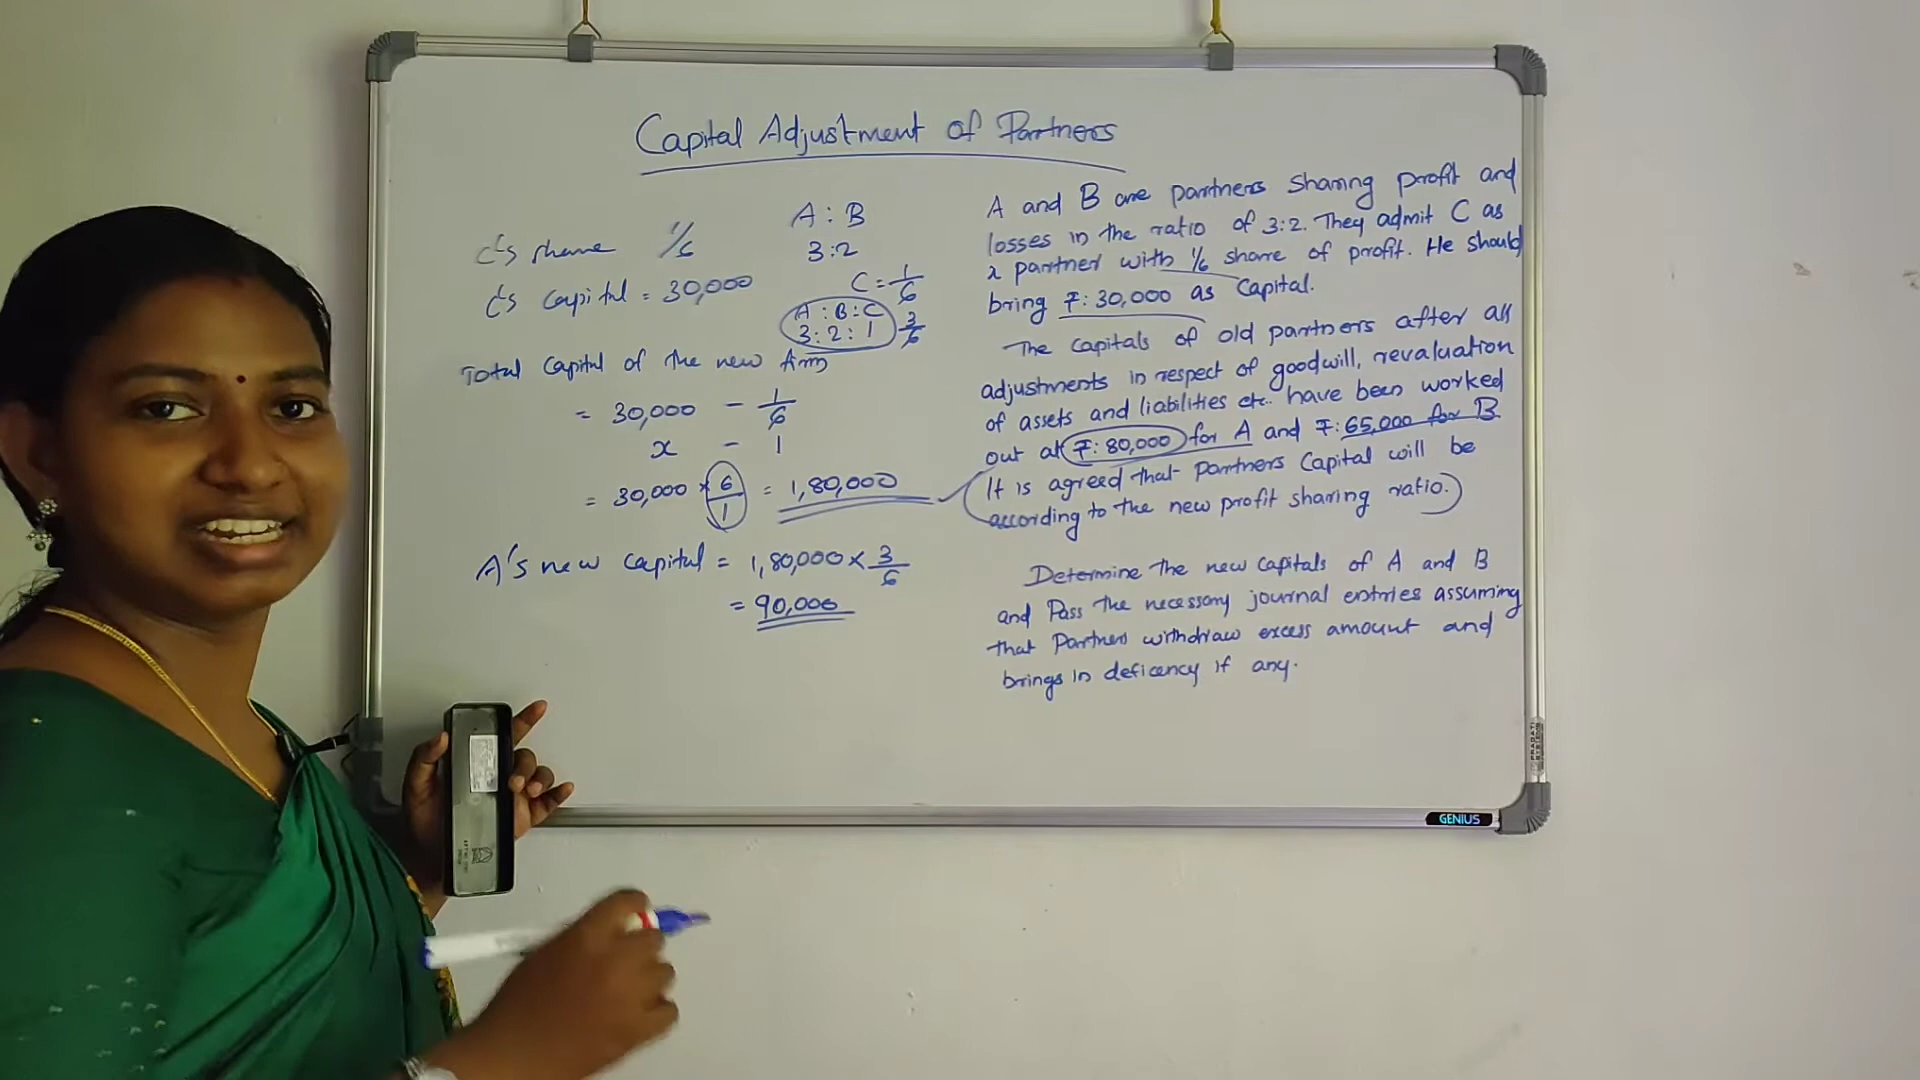 Capital Adjustment of Partners
C's share 1/6
C's Capital = 30,000
A : B
3:2
C = 1/6
A : B : C
3 : 2 : 1 3/6
Total Capital of the new firm
= 30,000 - 1/6
x - 1
= 30,000 × 6/1 = 1,80,000
A's new capital = 1,80,000 × 3/6
= 90,000
A and B are partners sharing profit and
losses in the ratio of 3:2. They admit C as
a partner with 1/6 share of profit. He should
bring ₹: 30,000 as Capital.
The capitals of old partners after all
adjustments in respect of goodwill, revaluation
of assets and liabilities etc.. have been worked
out at ₹: 80,000 for A and ₹: 65,000 for B.
It is agreed that partners Capital will be
according to the new profit sharing ratio.
Determine the new capitals of A and B
and Pass the necessary journal entries assuming
that Partners withdraw excess amount and
brings in deficency if any.
GENIUS